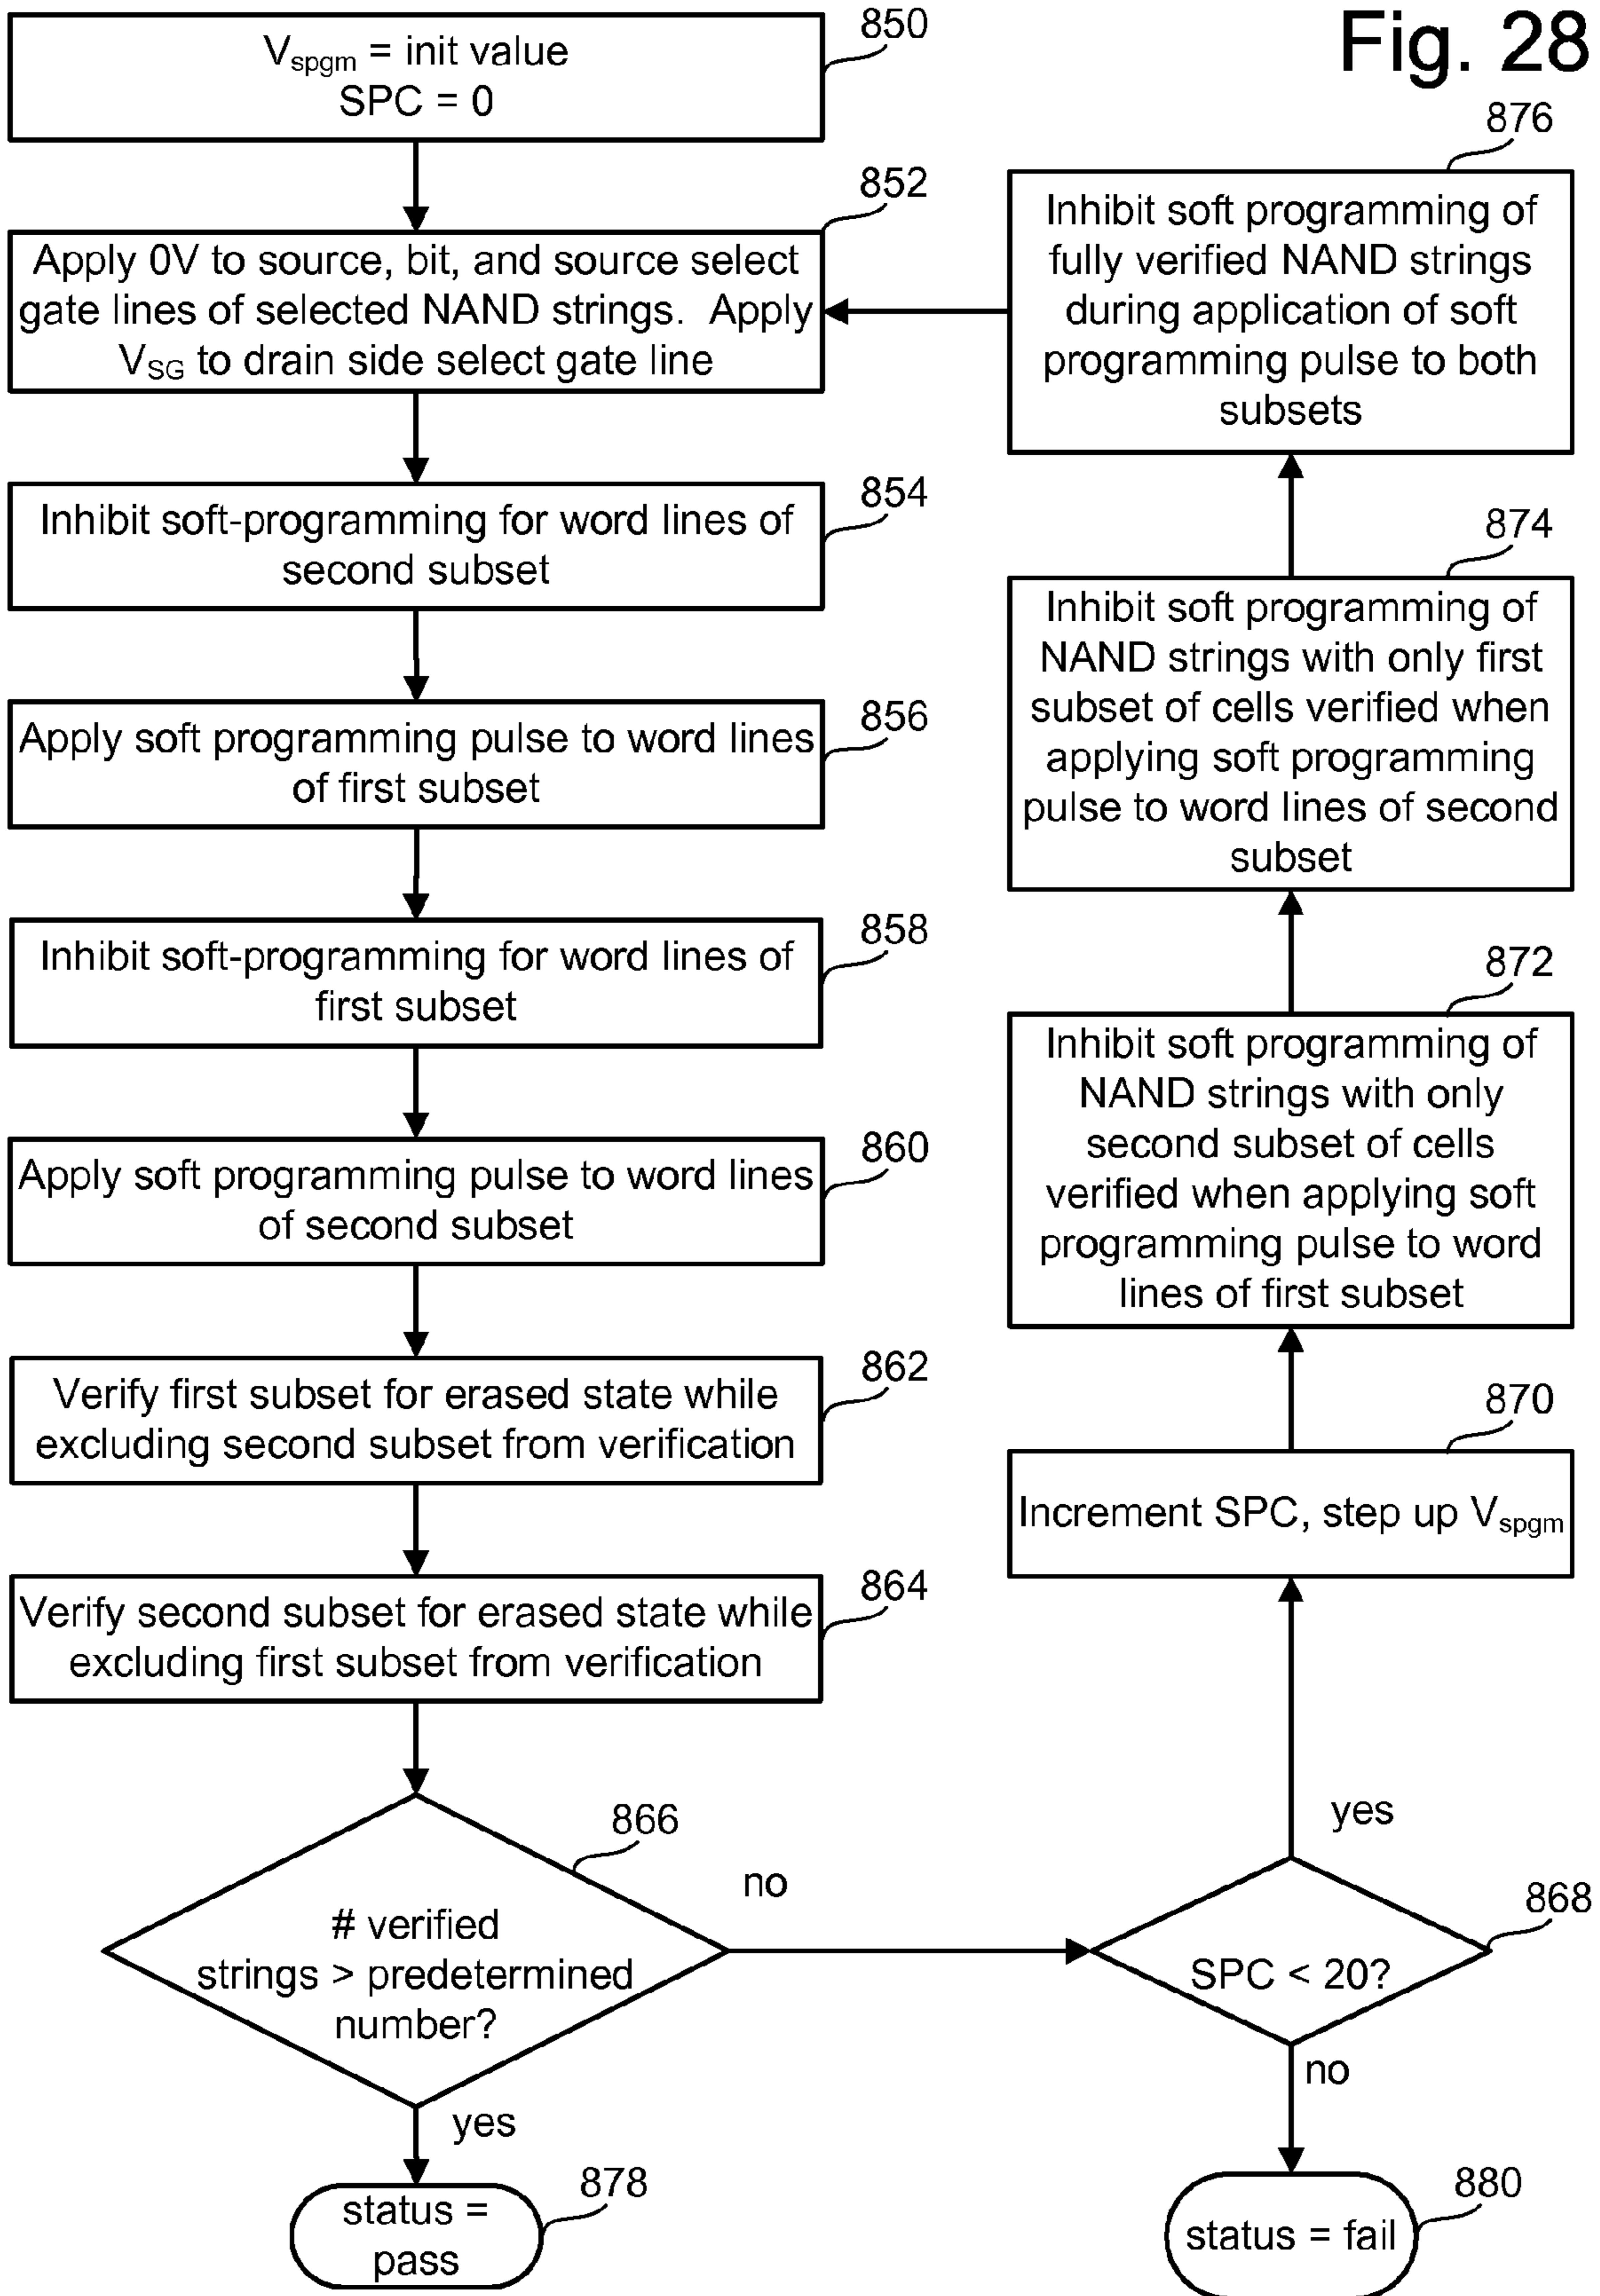 Fig. 28
850
Vspgm = init value
SPC = 0
852
Apply 0V to source, bit, and source select
gate lines of selected NAND strings. Apply
VSG to drain side select gate line
854
Inhibit soft-programming for word lines of
second subset
856
Apply soft programming pulse to word lines
of first subset
858
Inhibit soft-programming for word lines of
first subset
860
Apply soft programming pulse to word lines
of second subset
862
Verify first subset for erased state while
excluding second subset from verification
864
Verify second subset for erased state while
excluding first subset from verification
866
# verified
strings > predetermined
number?
no
yes
878
status =
pass
868
SPC < 20?
yes
no
880
status = fail
870
Increment SPC, step up Vspgm
872
Inhibit soft programming of
NAND strings with only
second subset of cells
verified when applying soft
programming pulse to word
lines of first subset
874
Inhibit soft programming of
NAND strings with only first
subset of cells verified when
applying soft programming
pulse to word lines of second
subset
876
Inhibit soft programming of
fully verified NAND strings
during application of soft
programming pulse to both
subsets